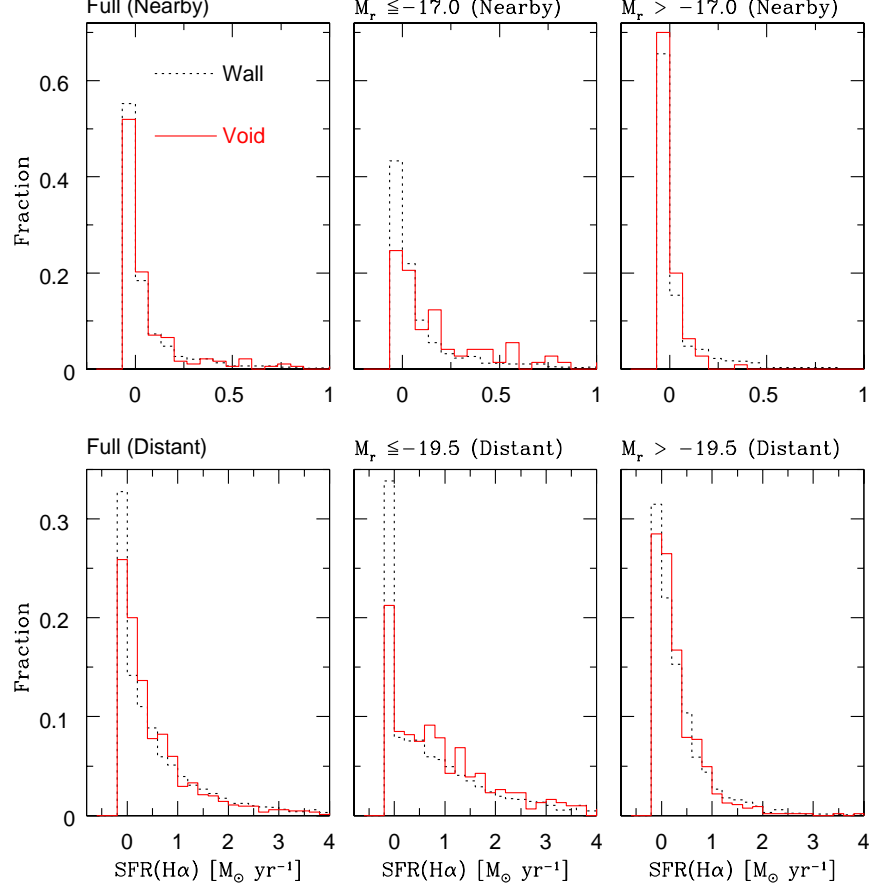 Full (Nearby) M_r ≦−17.0 (Nearby) M_r > −17.0 (Nearby)
Wall
Void
Fraction
0.6
0.4
0.2
0
0 0.5 1 0 0.5 1 0 0.5 1
Full (Distant) M_r ≦−19.5 (Distant) M_r > −19.5 (Distant)
Fraction
0.3
0.2
0.1
0
0 1 2 3 4 0 1 2 3 4 0 1 2 3 4
SFR(Hα) [M☉ yr⁻¹] SFR(Hα) [M☉ yr⁻¹] SFR(Hα) [M☉ yr⁻¹]